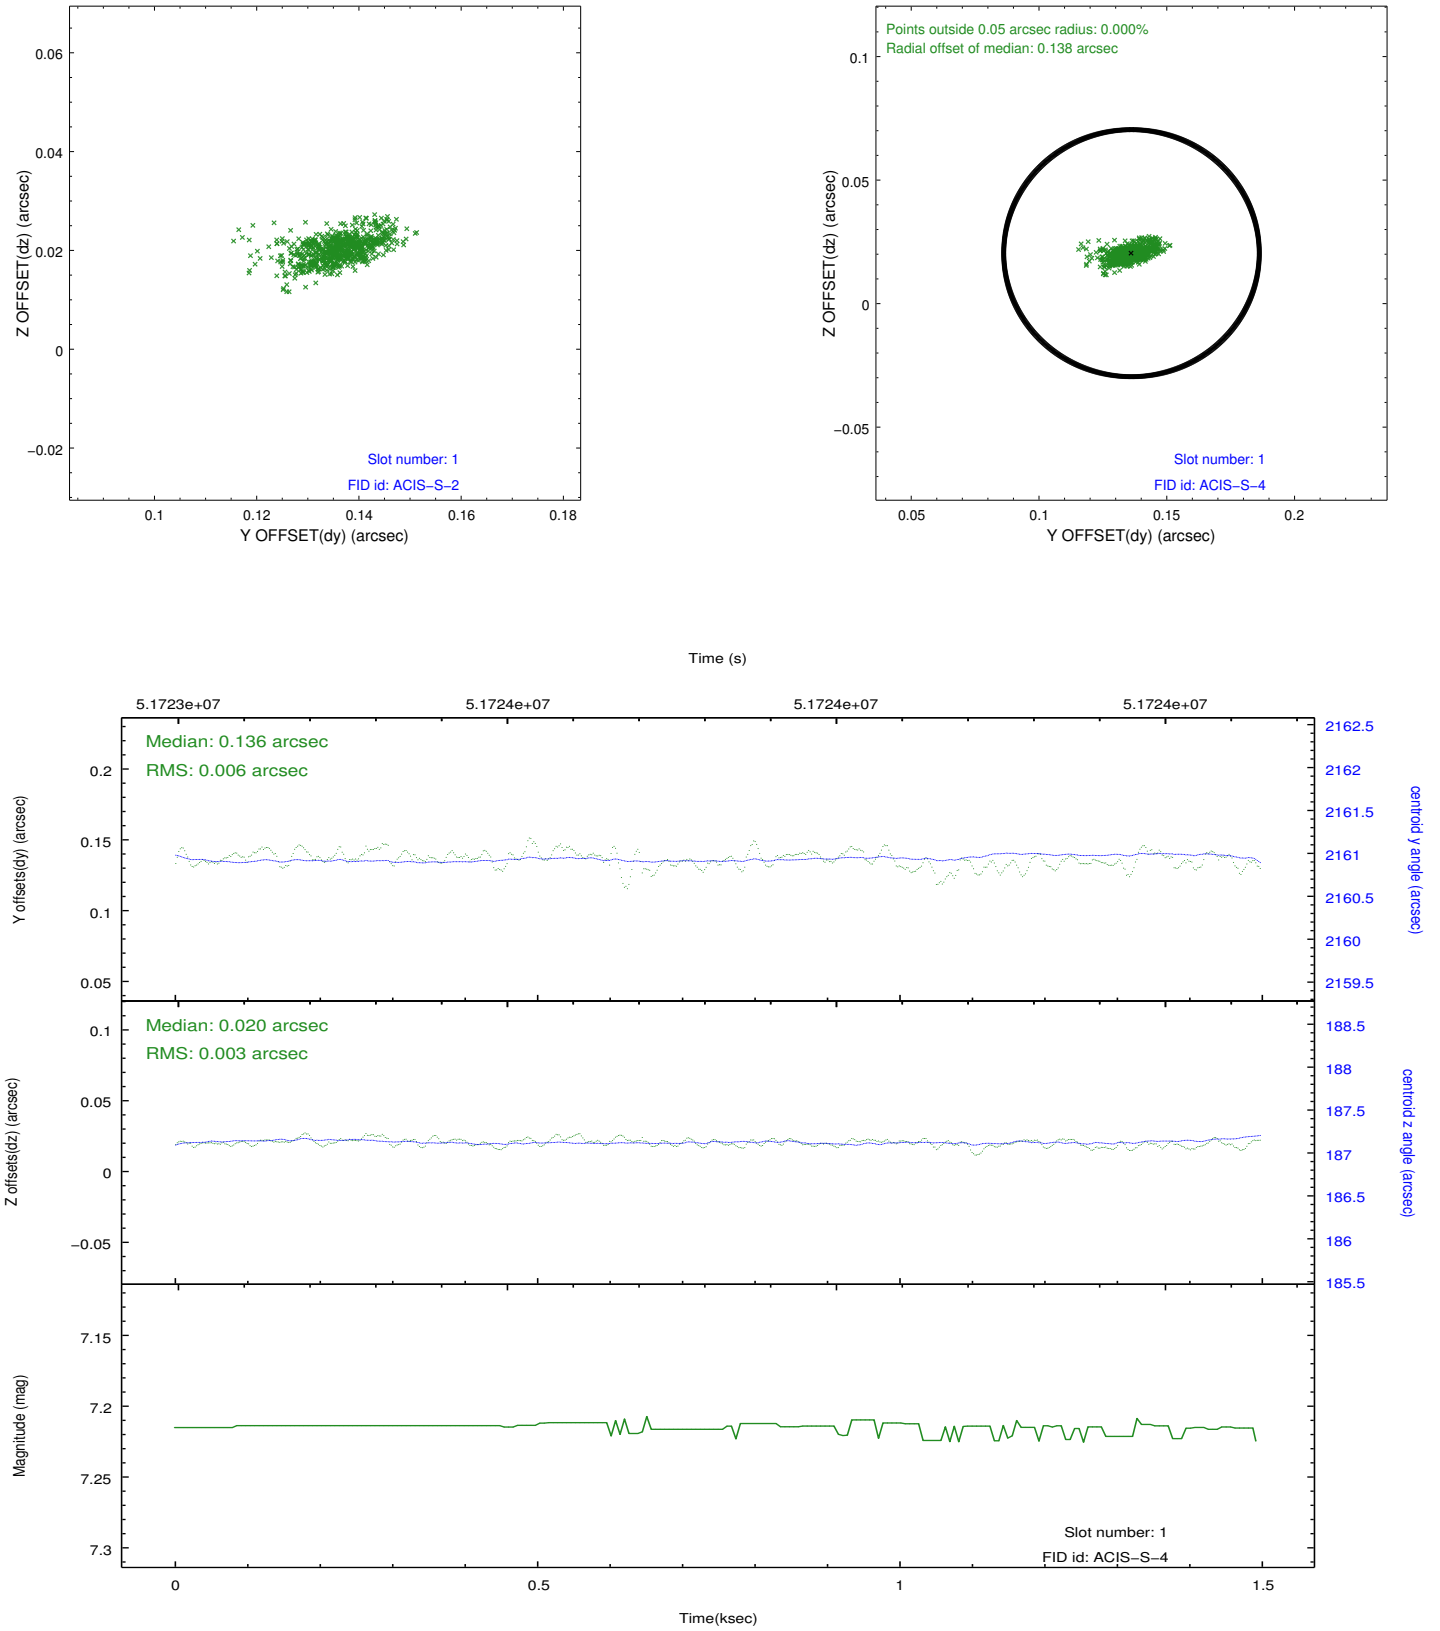 0.06
0.04
0.02
0
−0.02
Z OFFSET(dz) (arcsec)
Slot number: 1
FID id: ACIS−S−2
0.1 0.12 0.14 0.16 0.18
Y OFFSET(dy) (arcsec)
Points outside 0.05 arcsec radius: 0.000%
Radial offset of median: 0.138 arcsec
0.1
0.05
0
−0.05
Z OFFSET(dz) (arcsec)
Slot number: 1
FID id: ACIS−S−4
0.05 0.1 0.15 0.2
Y OFFSET(dy) (arcsec)
Time (s)
5.1723e+07 5.1724e+07 5.1724e+07 5.1724e+07
Median: 0.136 arcsec
RMS: 0.006 arcsec
0.2
0.15
0.1
0.05
Y offsets(dy) (arcsec)
2162.5
2162
2161.5
2161
2160.5
2160
2159.5
centroid y angle (arcsec)
Median: 0.020 arcsec
RMS: 0.003 arcsec
0.1
0.05
0
−0.05
Z offsets(dz) (arcsec)
188.5
188
187.5
187
186.5
186
185.5
centroid z angle (arcsec)
7.15
7.2
7.25
7.3
Magnitude (mag)
Slot number: 1
FID id: ACIS−S−4
0 0.5 1 1.5
Time(ksec)